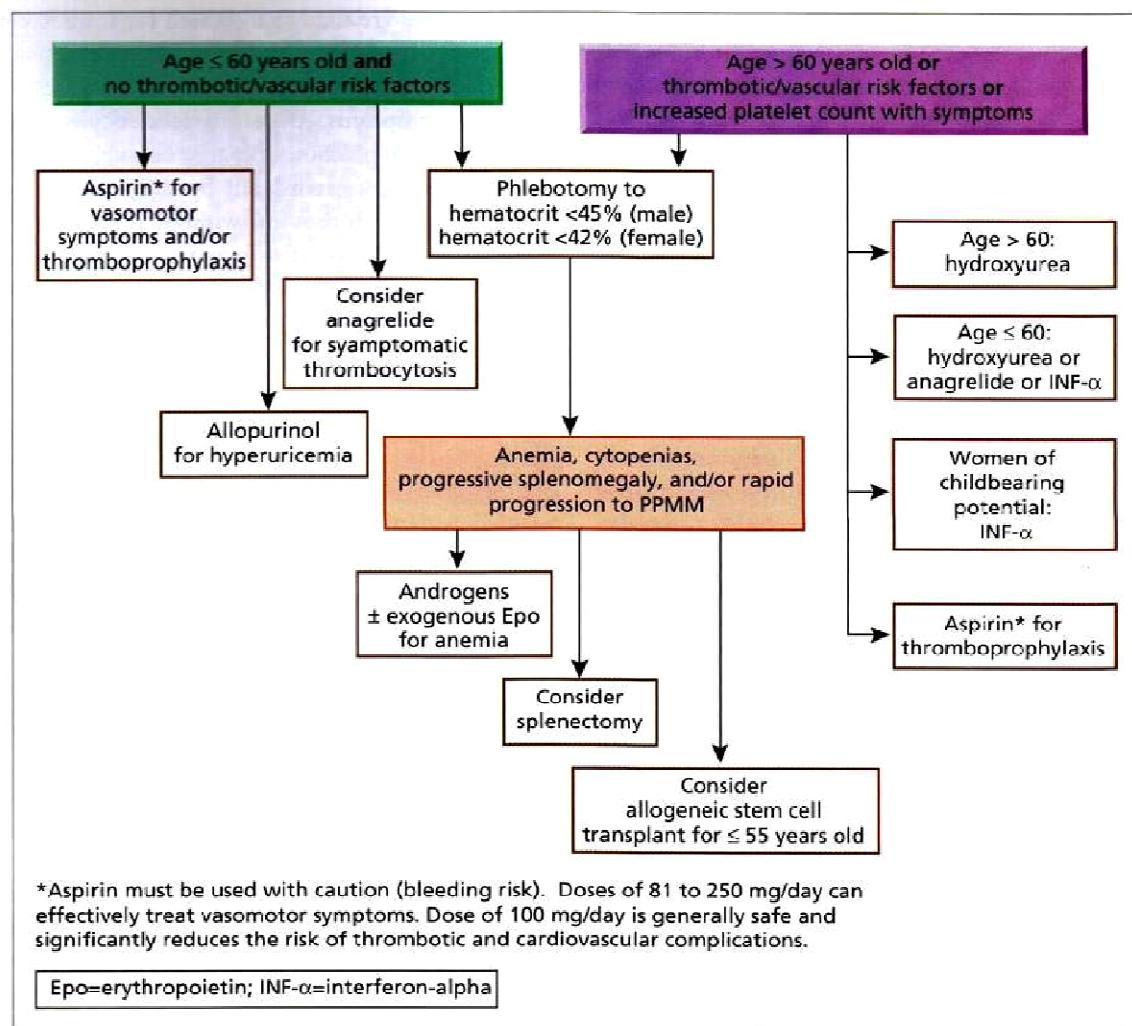 Age ≤ 60 years old and
no thrombotic/vascular risk factors
Age > 60 years old or
thrombotic/vascular risk factors or
increased platelet count with symptoms
Aspirin* for
vasomotor
symptoms and/or
thromboprophylaxis
Phlebotomy to
hematocrit <45% (male)
hematocrit <42% (female)
Age > 60:
hydroxyurea
Consider
anagrelide
for syamptomatic
thrombocytosis
Age ≤ 60:
hydroxyurea or
anagrelide or INF-α
Allopurinol
for hyperuricemia
Anemia, cytopenias,
progressive splenomegaly, and/or rapid
progression to PPMM
Women of
childbearing
potential:
INF-α
Androgens
± exogenous Epo
for anemia
Aspirin* for
thromboprophylaxis
Consider
splenectomy
Consider
allogeneic stem cell
transplant for ≤ 55 years old
*Aspirin must be used with caution (bleeding risk). Doses of 81 to 250 mg/day can
effectively treat vasomotor symptoms. Dose of 100 mg/day is generally safe and
significantly reduces the risk of thrombotic and cardiovascular complications.
Epo=erythropoietin; INF-α=interferon-alpha